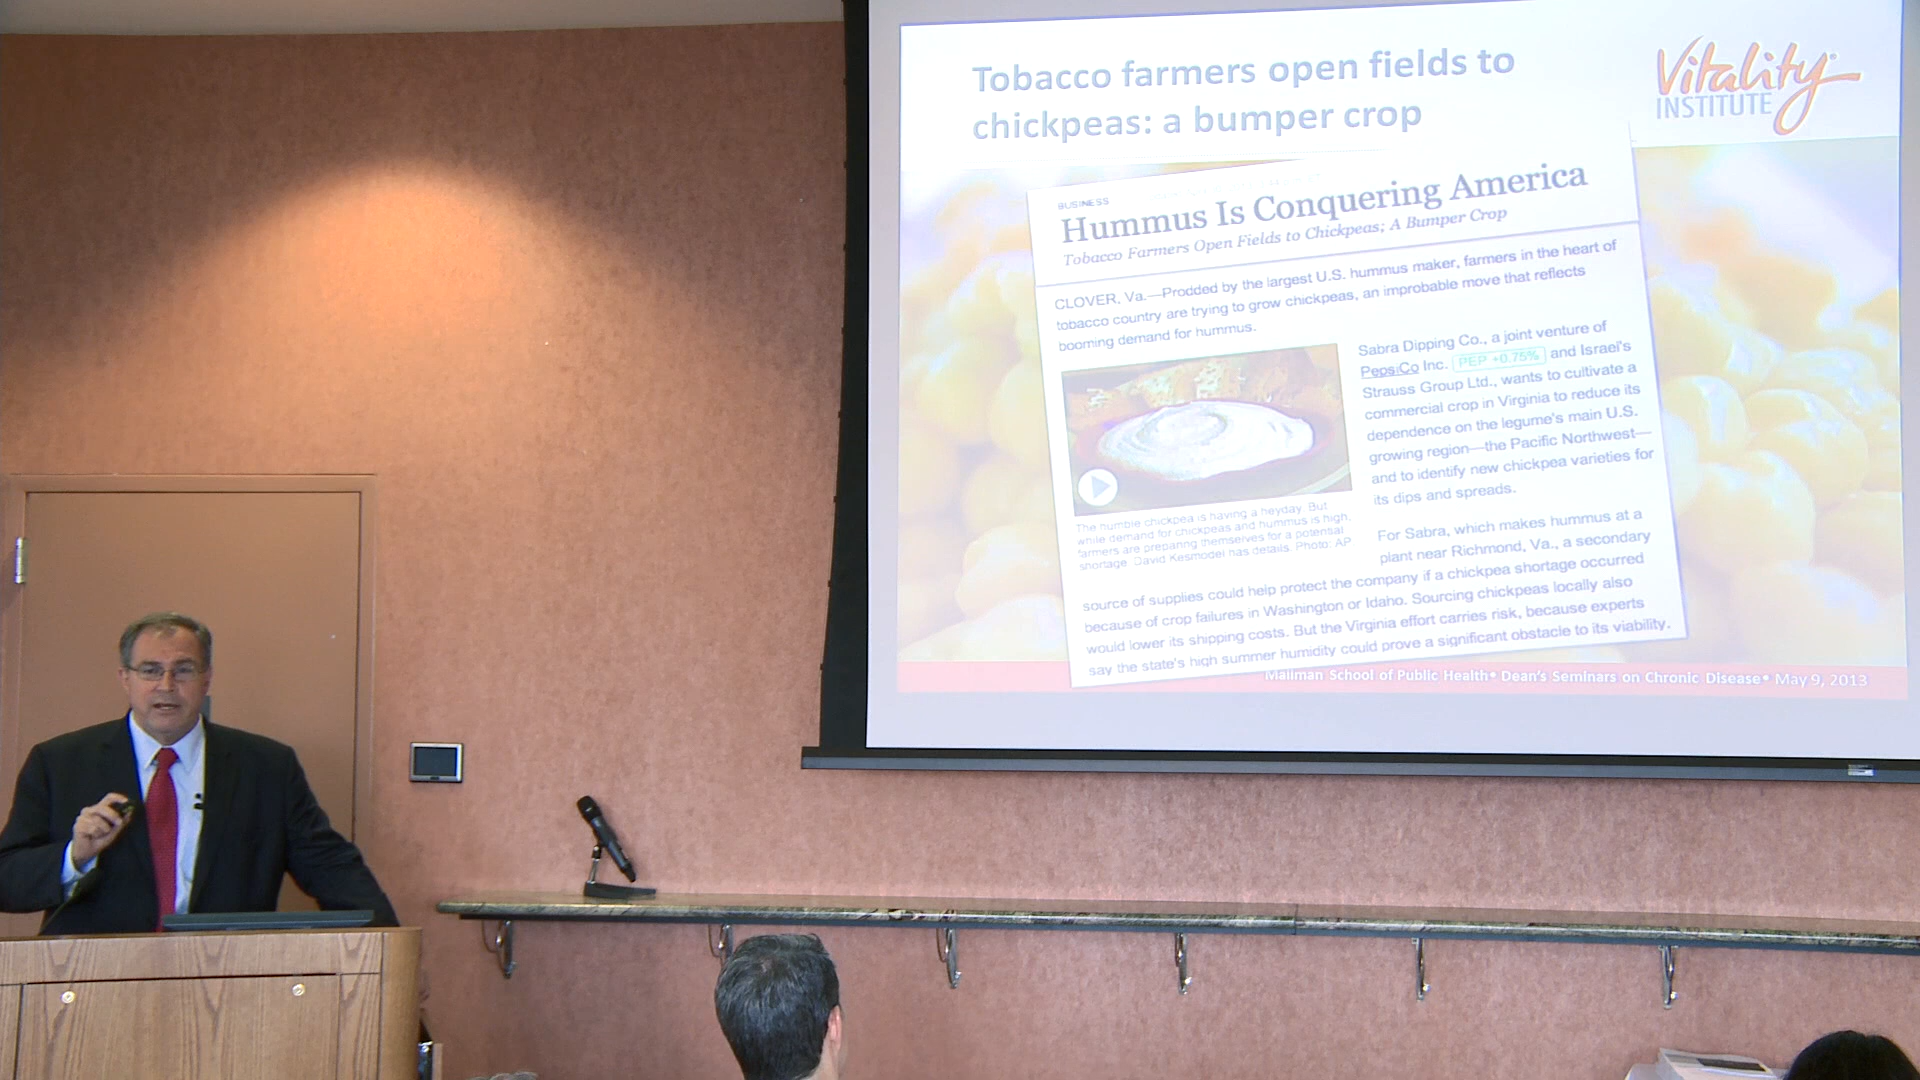 Tobacco farmers open fields to
chickpeas: a bumper crop
Vitality
INSTITUTE
BUSINESS
Hummus Is Conquering America
Tobacco Farmers Open Fields to Chickpeas; A Bumper Crop
CLOVER, Va.—Prodded by the largest U.S. hummus maker, farmers in the heart of
tobacco country are trying to grow chickpeas, an improbable move that reflects
booming demand for hummus.
Sabra Dipping Co., a joint venture of
PepsiCo Inc. PEP +0.75% and Israel's
Strauss Group Ltd., wants to cultivate a
commercial crop in Virginia to reduce its
dependence on the legume's main U.S.
growing region—the Pacific Northwest—
and to identify new chickpea varieties for
its dips and spreads.
The humble chickpea is having a heyday. But
while demand for chickpeas and hummus is high,
farmers are preparing themselves for a potential
shortage. David Kesmodel has details. Photo: AP
For Sabra, which makes hummus at a
plant near Richmond, Va., a secondary
source of supplies could help protect the company if a chickpea shortage occurred
because of crop failures in Washington or Idaho. Sourcing chickpeas locally also
would lower its shipping costs. But the Virginia effort carries risk, because experts
say the state's high summer humidity could prove a significant obstacle to its viability.
Mailman School of Public Health• Dean's Seminars on Chronic Disease• May 9, 2013